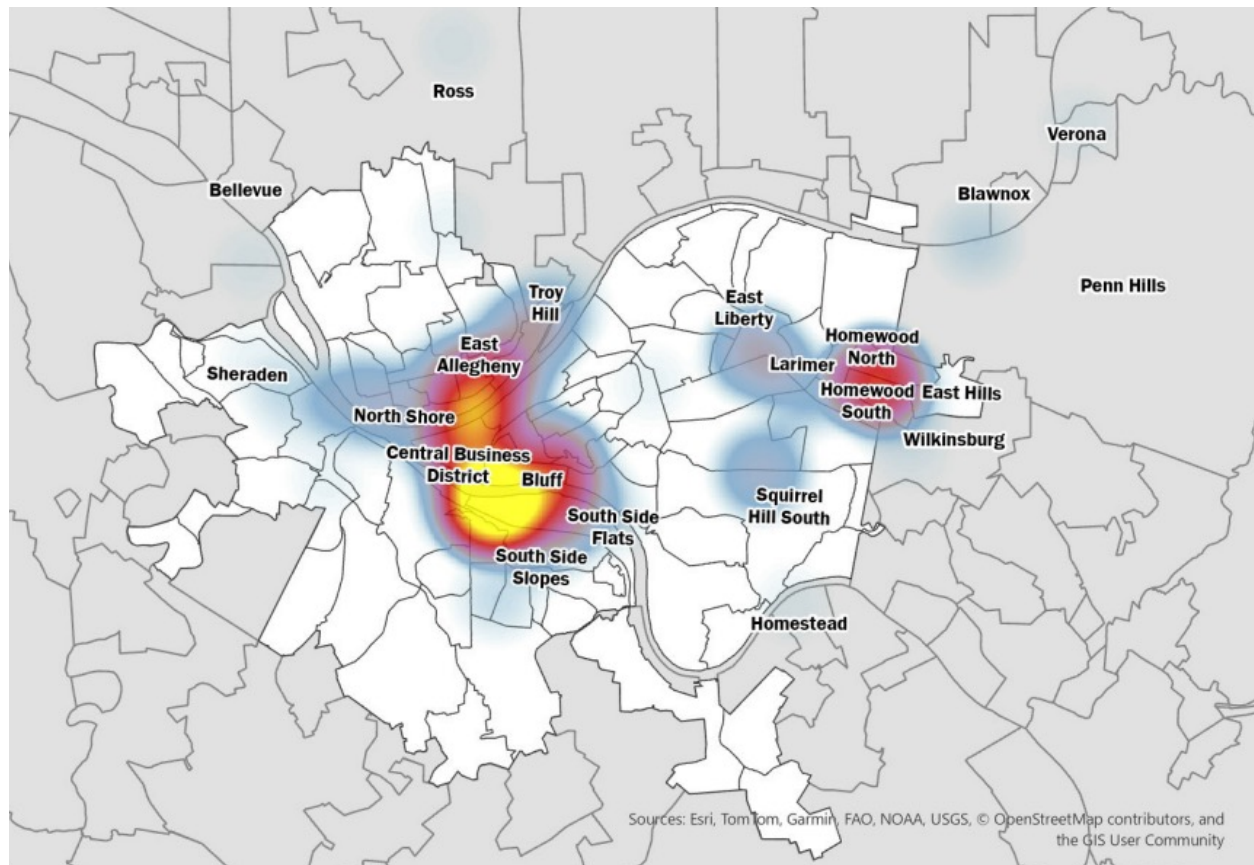 Ross
Verona
Bellevue
Blawnox
Penn Hills
Troy
Hill
East
Liberty
East
Allegheny
Homewood
North
Larimer
Sheraden
Homewood
South
East Hills
North Shore
Wilkinsburg
Central Business
District
Bluff
Squirrel
Hill South
South Side
Flats
South Side
Slopes
Homestead
Sources: Esri, TomTom, Garmin, FAO, NOAA, USGS, © OpenStreetMap contributors, and
the GIS User Community